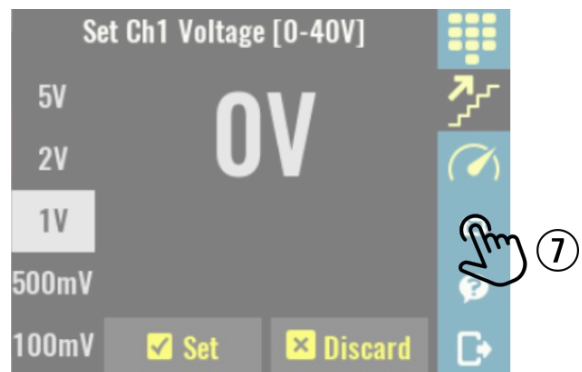 Set Ch1 Voltage [0-40V]
5V
0V
2V
1V
7
500mV
?
100mV
Set
Discard